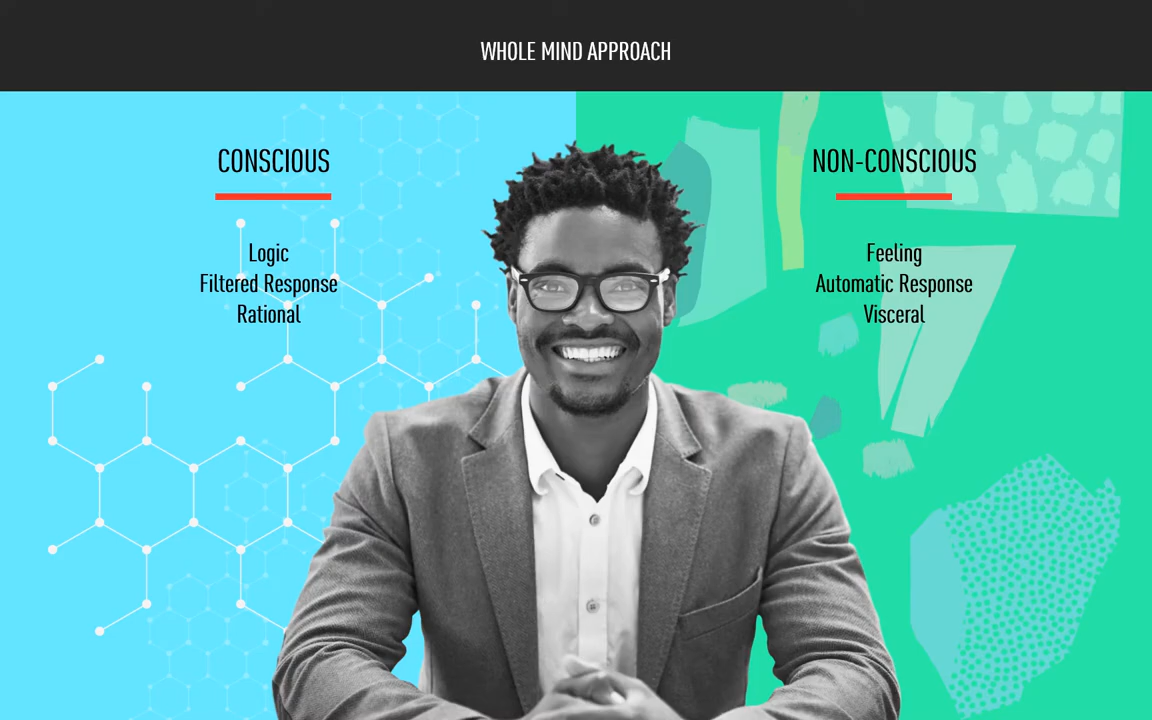 WHOLE MIND APPROACH
CONSCIOUS
Logic
Filtered Response
Rational
NON-CONSCIOUS
Feeling
Automatic Response
Visceral